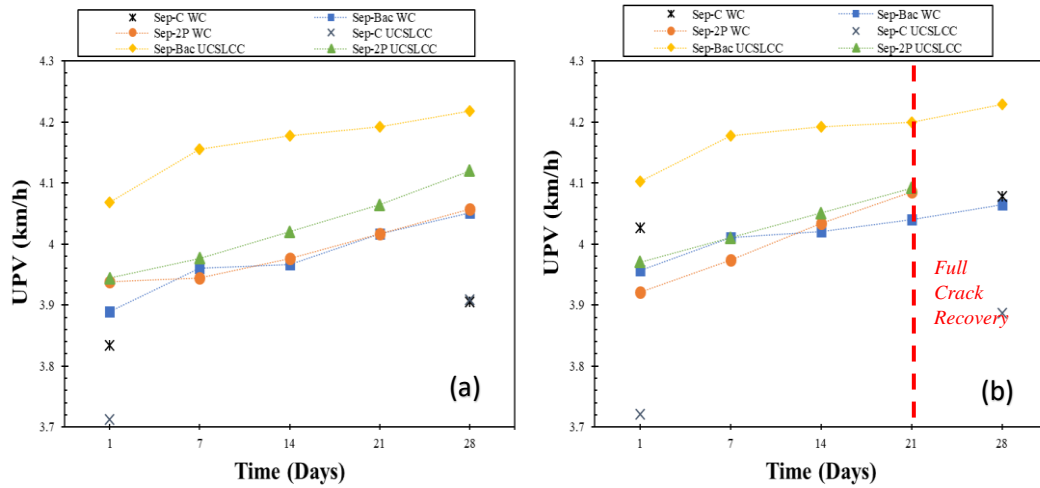 Sep-C WC
Sep-Bac WC
Sep-2P WC
Sep-C UCSLCC
Sep-Bac UCSLCC
Sep-2P UCSLCC
4.3
4.2
4.1
4
3.9
3.8
3.7
UPV (km/h)
1 7 14 21 28
Time (Days)
(a)
Sep-C WC
Sep-Bac WC
Sep-2P WC
Sep-C UCSLCC
Sep-Bac UCSLCC
Sep-2P UCSLCC
4.3
4.2
4.1
4
3.9
3.8
3.7
UPV (km/h)
Full
Crack
Recovery
1 7 14 21 28
Time (Days)
(b)